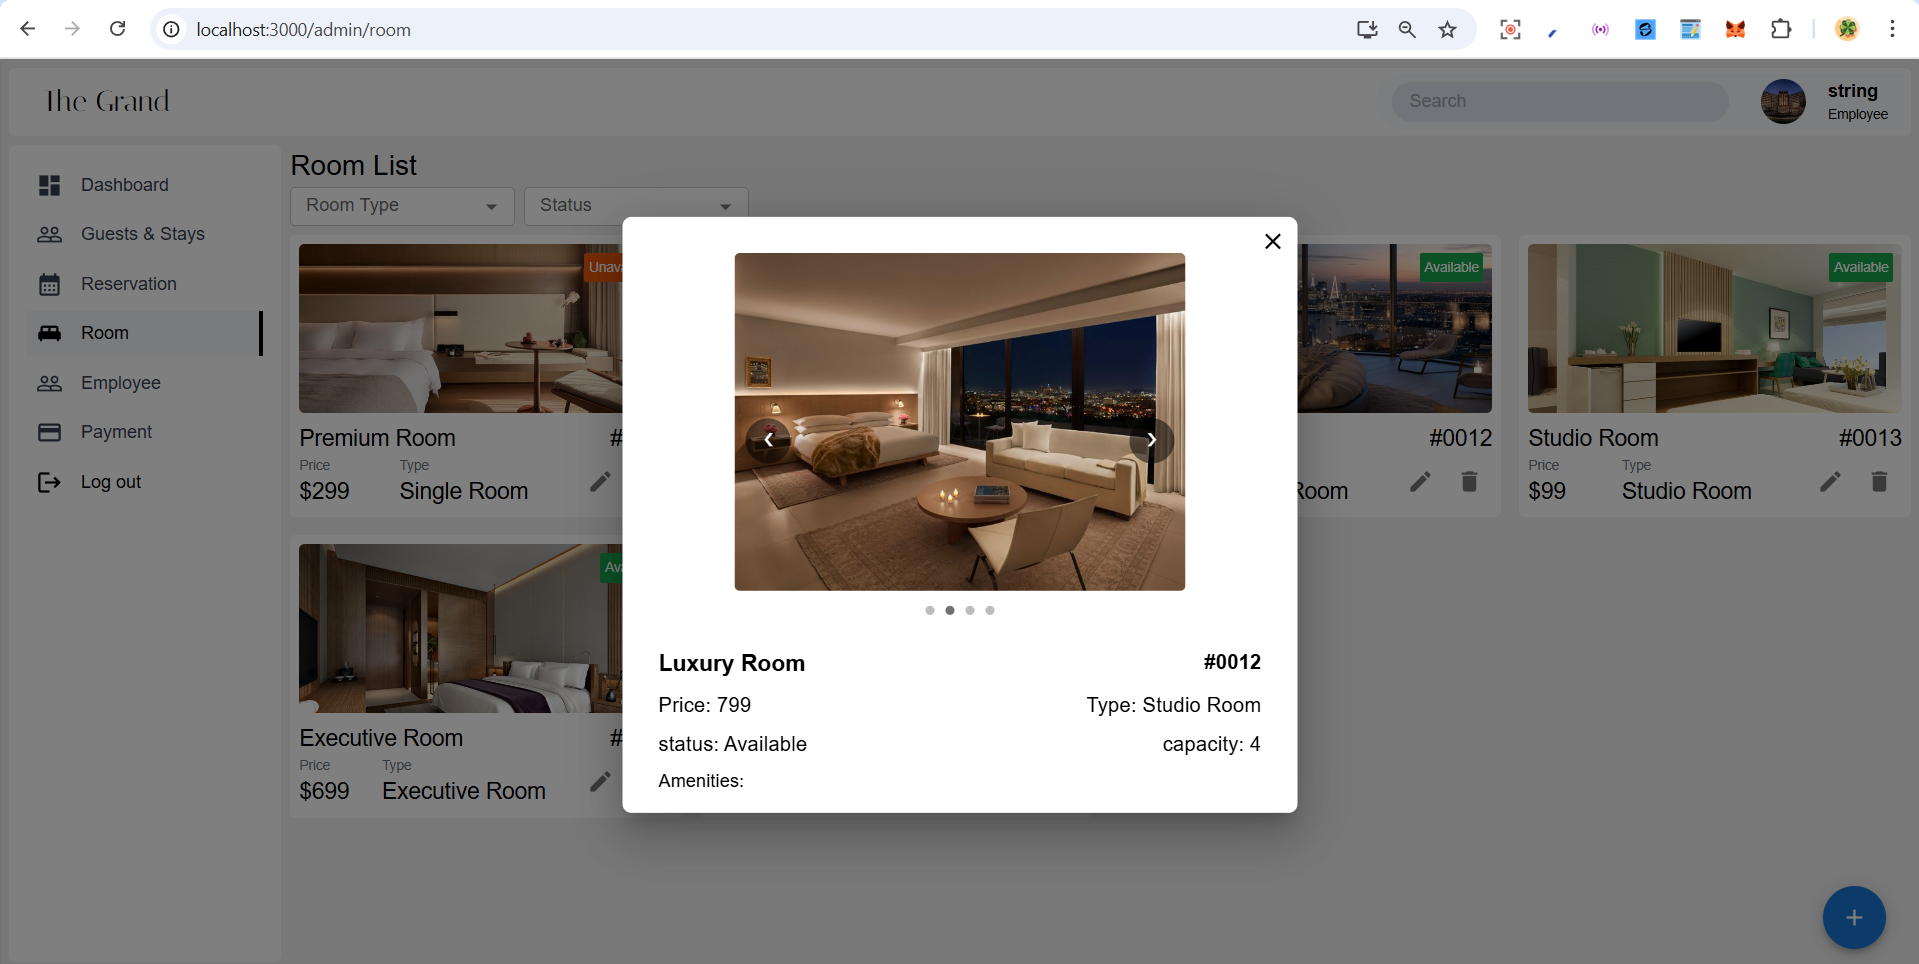 localhost:3000/admin/room
The Grand
Search
string
Employee
Dashboard
Guests & Stays
Reservation
Room
Employee
Payment
Log out
Room List
Room Type
Status
Available
Available
Premium Room
#
Price
Type
$299
Single Room
#0012
Room
Studio Room
#0013
Price
Type
$99
Studio Room
Executive Room
#
Price
Type
$699
Executive Room
Luxury Room
#0012
Price: 799
Type: Studio Room
status: Available
capacity: 4
Amenities: